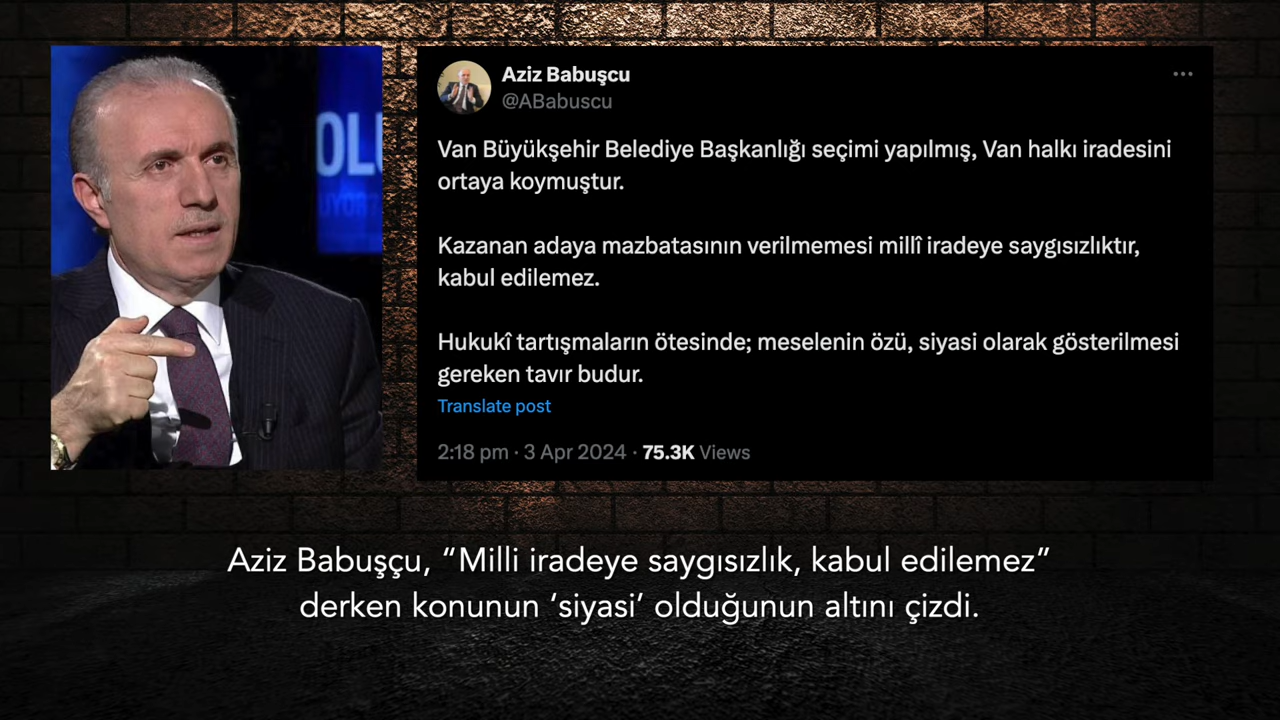 OLU
UYOR?
Aziz Babuşcu
@ABabuscu
Van Büyükşehir Belediye Başkanlığı seçimi yapılmış, Van halkı iradesini
ortaya koymuştur.
Kazanan adaya mazbatasının verilmemesi millî iradeye saygısızlıktır,
kabul edilemez.
Hukukî tartışmaların ötesinde; meselenin özü, siyasi olarak gösterilmesi
gereken tavır budur.
Translate post
2:18 pm · 3 Apr 2024 · 75.3K Views
Aziz Babuşçu, “Milli iradeye saygısızlık, kabul edilemez”
derken konunun ‘siyasi’ olduğunun altını çizdi.